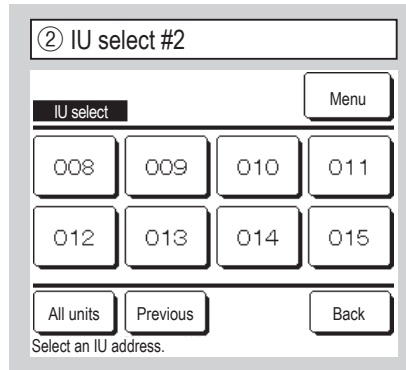 ② IU select #2
Menu
IU select
008 009 010 011
012 013 014 015
All units Previous Back
Select an IU address.